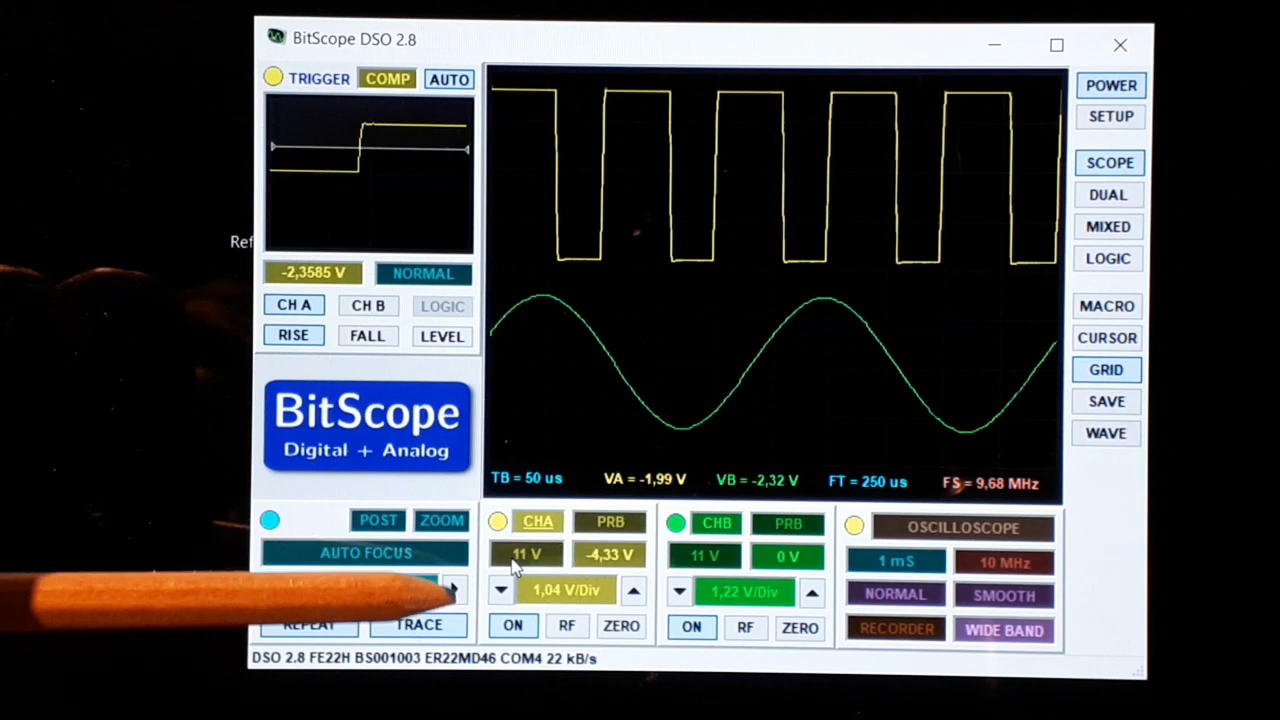 BitScope DSO 2.8
TRIGGER COMP AUTO
POWER
SETUP
SCOPE
DUAL
MIXED
LOGIC
MACRO
CURSOR
GRID
SAVE
WAVE
Ref
-2,3585 V NORMAL
CH A CH B LOGIC
RISE FALL LEVEL
BitScope
Digital + Analog
TB = 50 us VA = -1,99 V VB = -2,32 V FT = 250 us FS = 9,68 MHz
POST ZOOM
AUTO FOCUS
REPEAT TRACE
CHA PRB
11 V -4,33 V
1,04 V/Div
ON RF ZERO
CHB PRB
11 V 0 V
1,22 V/Div
ON RF ZERO
OSCILLOSCOPE
1 mS 10 MHz
NORMAL SMOOTH
RECORDER WIDE BAND
DSO 2.8 FE22H BS001003 ER22MD46 COM4 22 kB/s